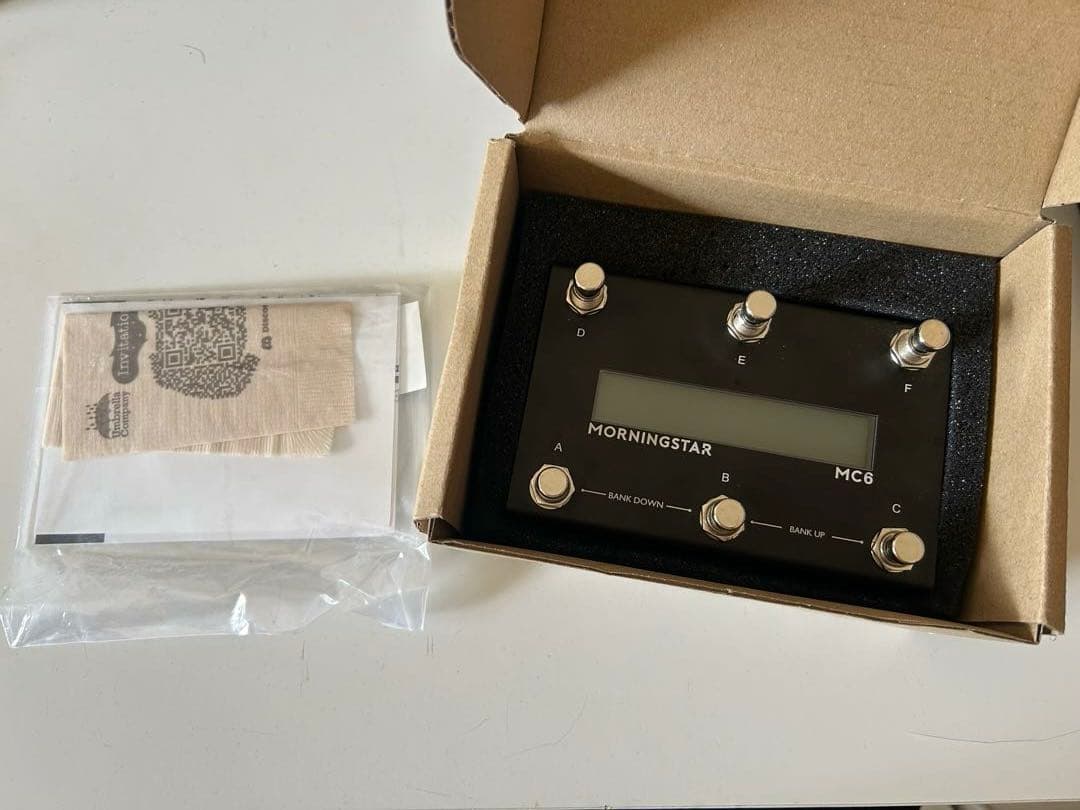 Invitatio
Umbrella
Company
D
E
F
MORNINGSTAR
MC6
A
B
C
BANK DOWN
BANK UP